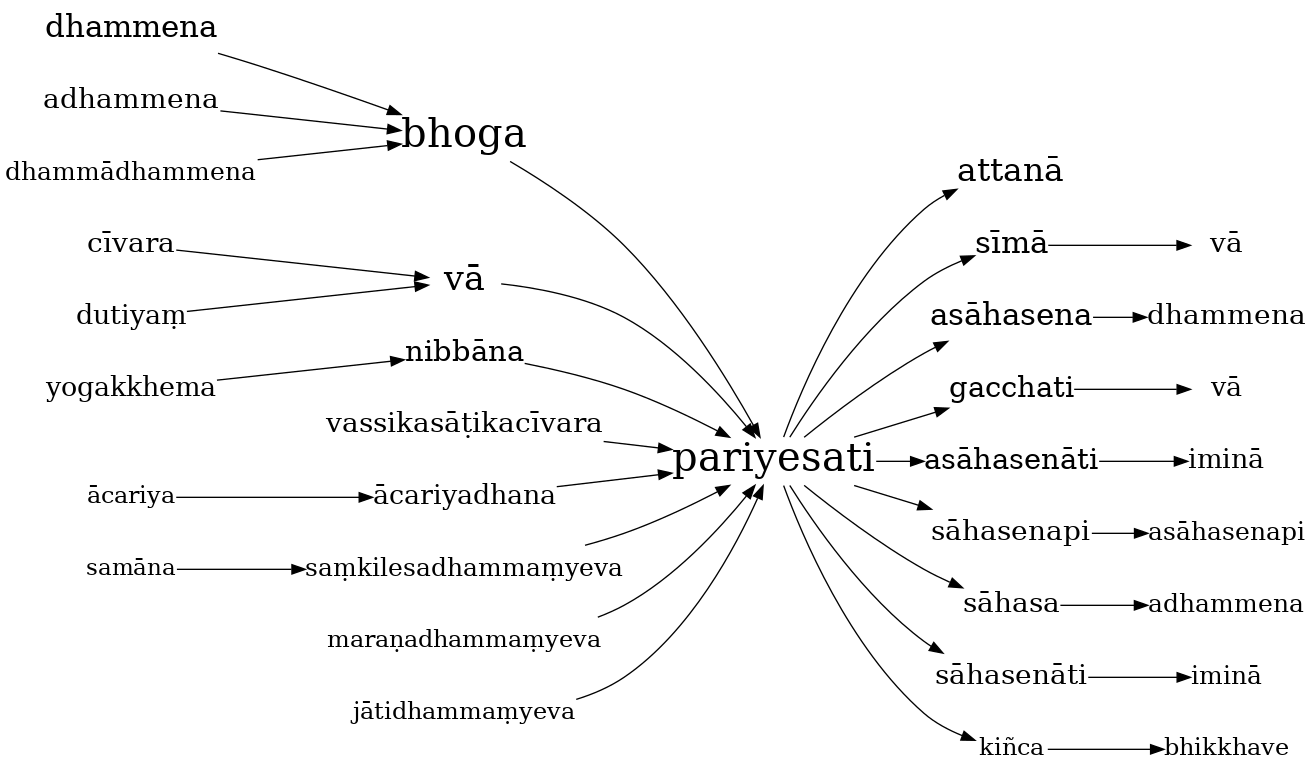 dhammena
adhammena
bhoga
dhammādhammena
attanā
cīvara
sīmā
vā
vā
dutiyaṃ
asāhasena
dhammena
nibbāna
yogakkhema
gacchati
vā
vassikasāṭikacīvara
pariyesati
asāhasenāti
iminā
ācariya
ācariyadhana
sāhasenapi
asāhasenapi
samāna
saṃkilesadhammaṃyeva
sāhasa
adhammena
maraṇadhammaṃyeva
sāhasenāti
iminā
jātidhammaṃyeva
kiñca
bhikkhave